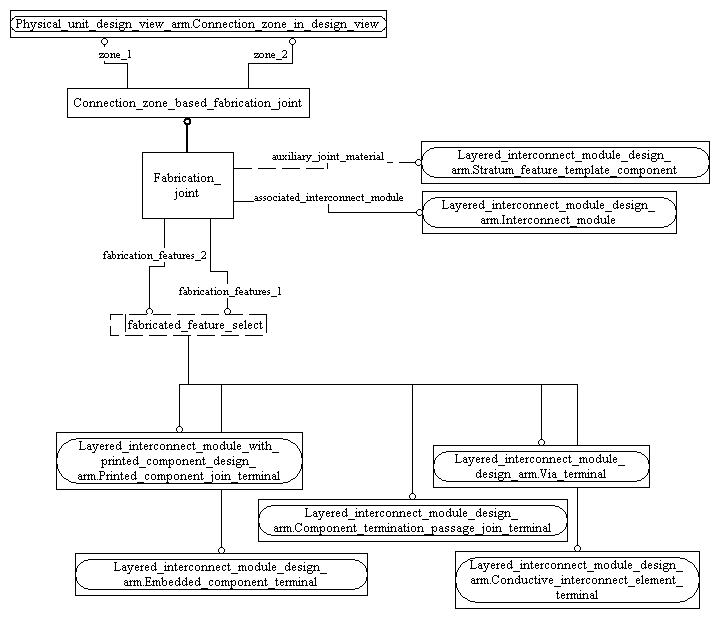 Physical_unit_design_view_arm.Connection_zone_in_design_view
zone_1
zone_2
Connection_zone_based_fabrication_joint
auxiliary_joint_material
Layered_interconnect_module_design_
arm.Stratum_feature_template_component
Fabrication_
joint
associated_interconnect_module
Layered_interconnect_module_design_
arm.Interconnect_module
fabrication_features_2
fabrication_features_1
fabricated_feature_select
Layered_interconnect_module_with_
printed_component_design_
arm.Printed_component_join_terminal
Layered_interconnect_module_
design_arm.Via_terminal
Layered_interconnect_module_design_
arm.Component_termination_passage_join_terminal
Layered_interconnect_module_design_
arm.Embedded_component_terminal
Layered_interconnect_module_design_
arm.Conductive_interconnect_element_
terminal